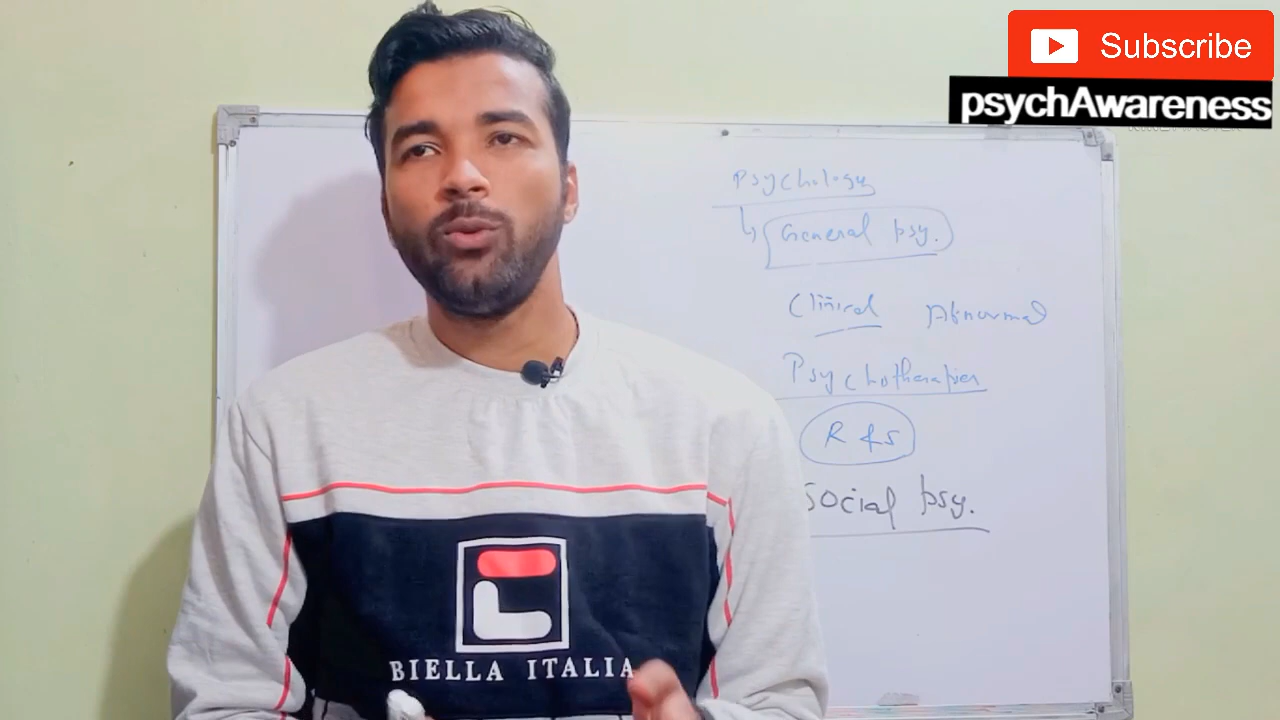 Subscribe
psychAwareness
Psychology
General psy.
Clinical Abnormal
Psychotherapies
R &S
Social psy.
BIELLA ITALIA